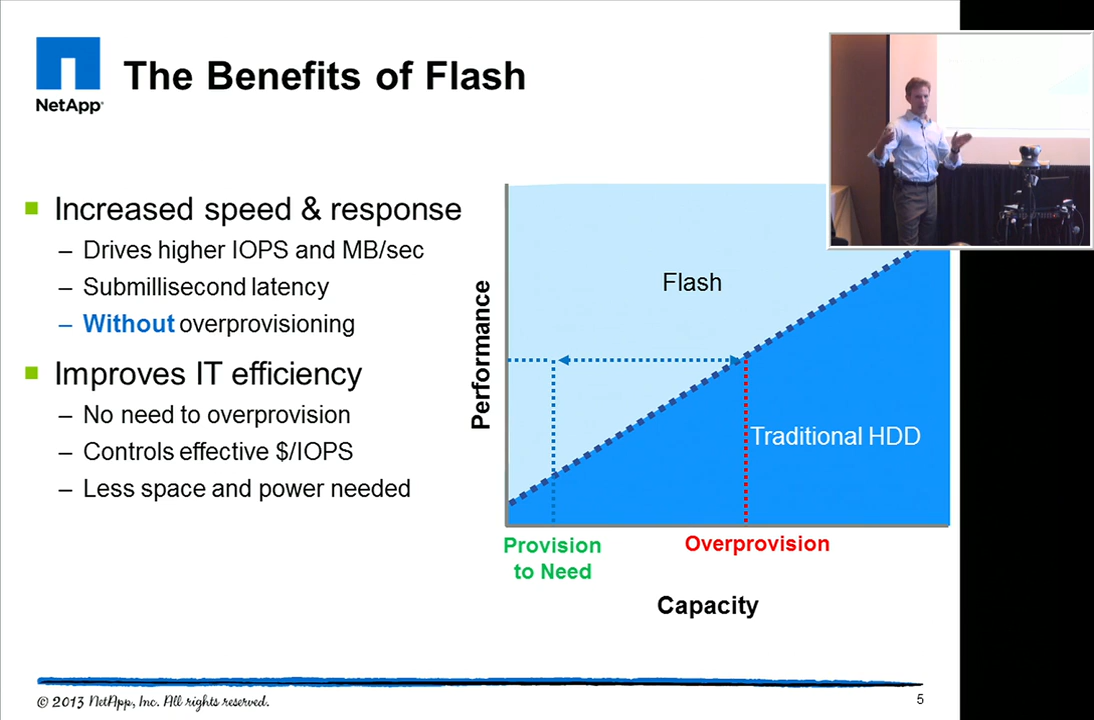 NetApp
The Benefits of Flash
Increased speed & response
– Drives higher IOPS and MB/sec
– Submillisecond latency
– Without overprovisioning
Improves IT efficiency
– No need to overprovision
– Controls effective $/IOPS
– Less space and power needed
Performance
Flash
Traditional HDD
Provision
to Need
Overprovision
Capacity
© 2013 NetApp, Inc. All rights reserved.
5